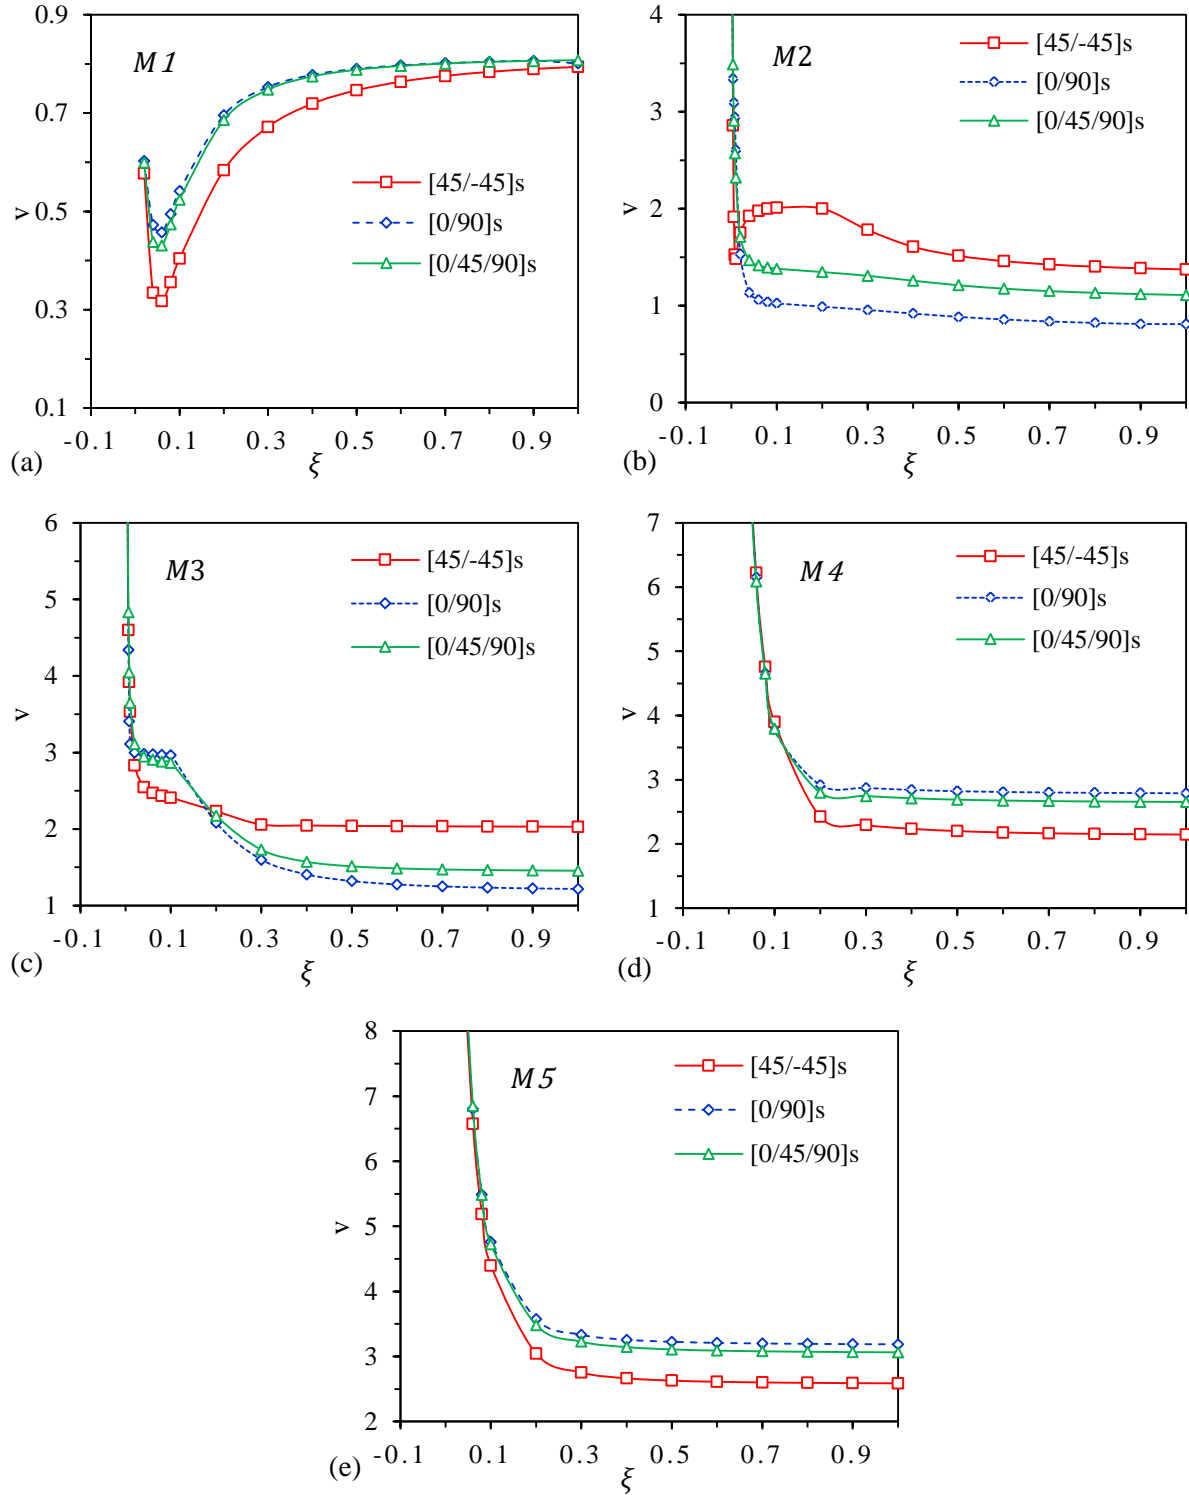 0.9
0.7
0.5
0.3
0.1
-0.1 0.1 0.3 0.5 0.7 0.9
M1
[45/-45]s
[0/90]s
[0/45/90]s
v
ξ
(a)
4
3
2
1
0
-0.1 0.1 0.3 0.5 0.7 0.9
M2
[45/-45]s
[0/90]s
[0/45/90]s
v
ξ
(b)
6
5
4
3
2
1
-0.1 0.1 0.3 0.5 0.7 0.9
M3
[45/-45]s
[0/90]s
[0/45/90]s
v
ξ
(c)
7
6
5
4
3
2
1
-0.1 0.1 0.3 0.5 0.7 0.9
M4
[45/-45]s
[0/90]s
[0/45/90]s
v
ξ
(d)
8
7
6
5
4
3
2
-0.1 0.1 0.3 0.5 0.7 0.9
M5
[45/-45]s
[0/90]s
[0/45/90]s
v
ξ
(e)